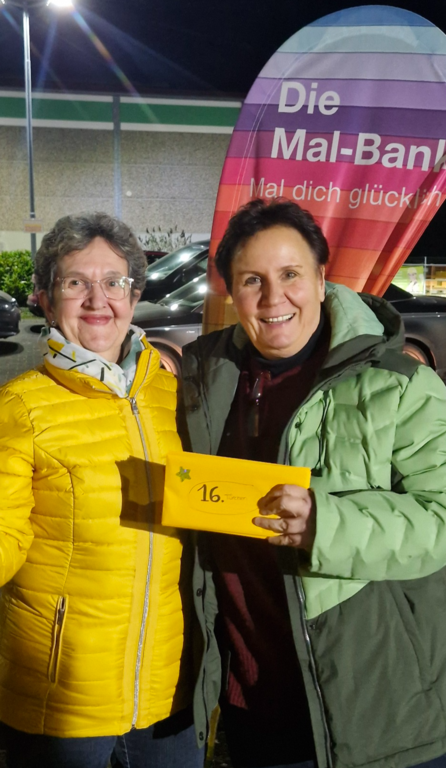 Die
Mal-Bank
Mal dich glücklich
16.